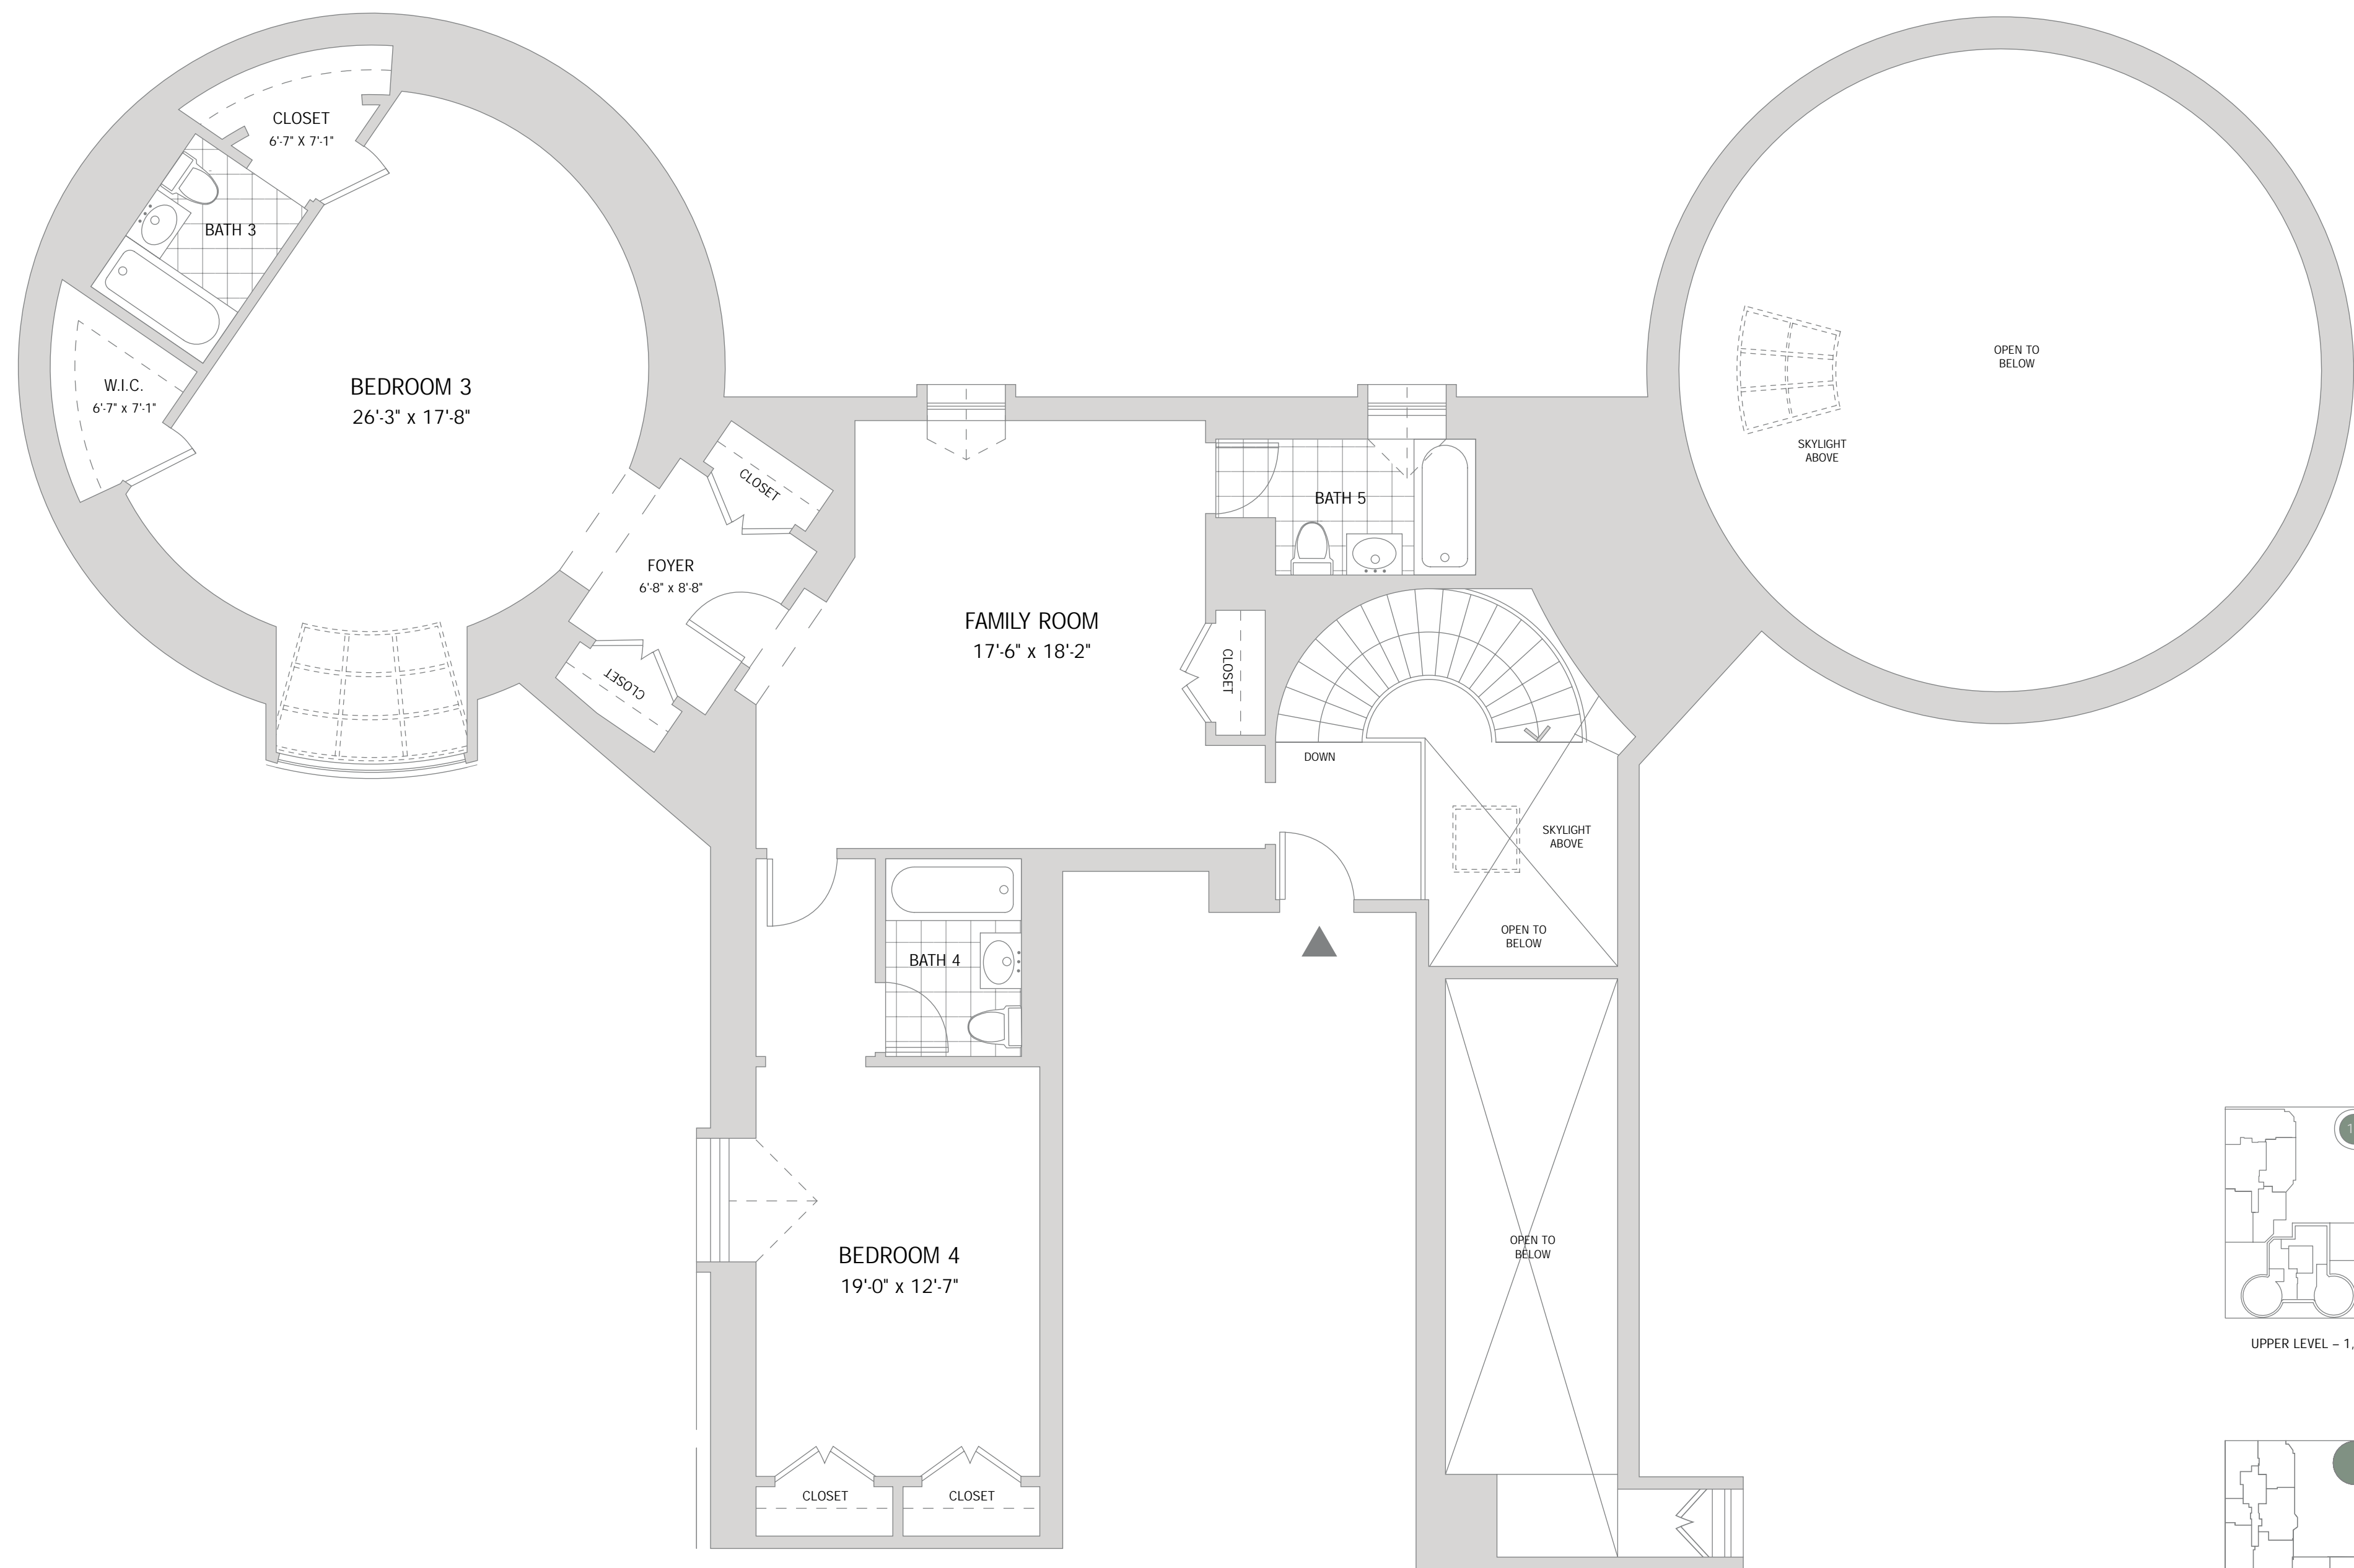 CLOSET
6'-7" X 7'-1"
BATH 3
W.I.C.
6'-7" x 7'-1"
BEDROOM 3
26'-3" x 17'-8"
CLOSET
FOYER
6'-8" x 8'-8"
CLOSET
FAMILY ROOM
17'-6" x 18'-2"
BATH 5
CLOSET
DOWN
OPEN TO
BELOW
SKYLIGHT
ABOVE
SKYLIGHT
ABOVE
OPEN TO
BELOW
BATH 4
BEDROOM 4
19'-0" x 12'-7"
OPEN TO
BELOW
CLOSET
CLOSET
UPPER LEVEL – 1,